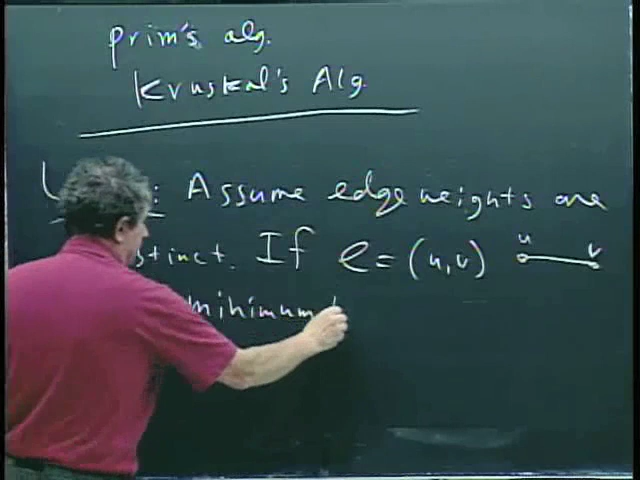 prim's alg.
Kruskal's Alg.
: Assume edge weights are
stinct. If e = (u,v) u v
minimum